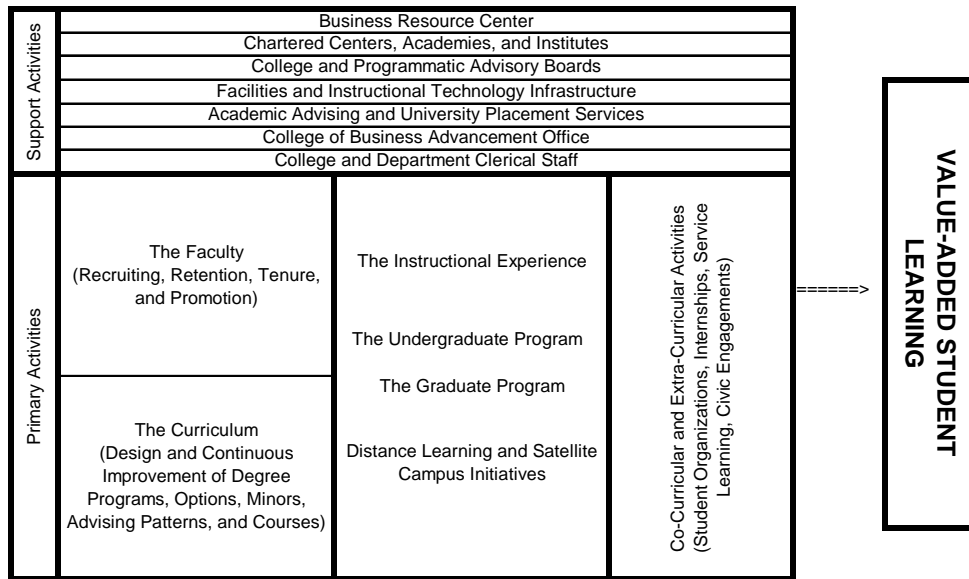 Support Activities
Business Resource Center
Chartered Centers, Academies, and Institutes
College and Programmatic Advisory Boards
Facilities and Instructional Technology Infrastructure
Academic Advising and University Placement Services
College of Business Advancement Office
College and Department Clerical Staff
Primary Activities
The Faculty
(Recruiting, Retention, Tenure,
and Promotion)
The Curriculum
(Design and Continuous
Improvement of Degree
Programs, Options, Minors,
Advising Patterns, and Courses)
The Instructional Experience
The Undergraduate Program
The Graduate Program
Distance Learning and Satellite
Campus Initiatives
Co-Curricular and Extra-Curricular Activities
(Student Organizations, Internships, Service
Learning, Civic Engagements)
======>
VALUE-ADDED STUDENT
LEARNING